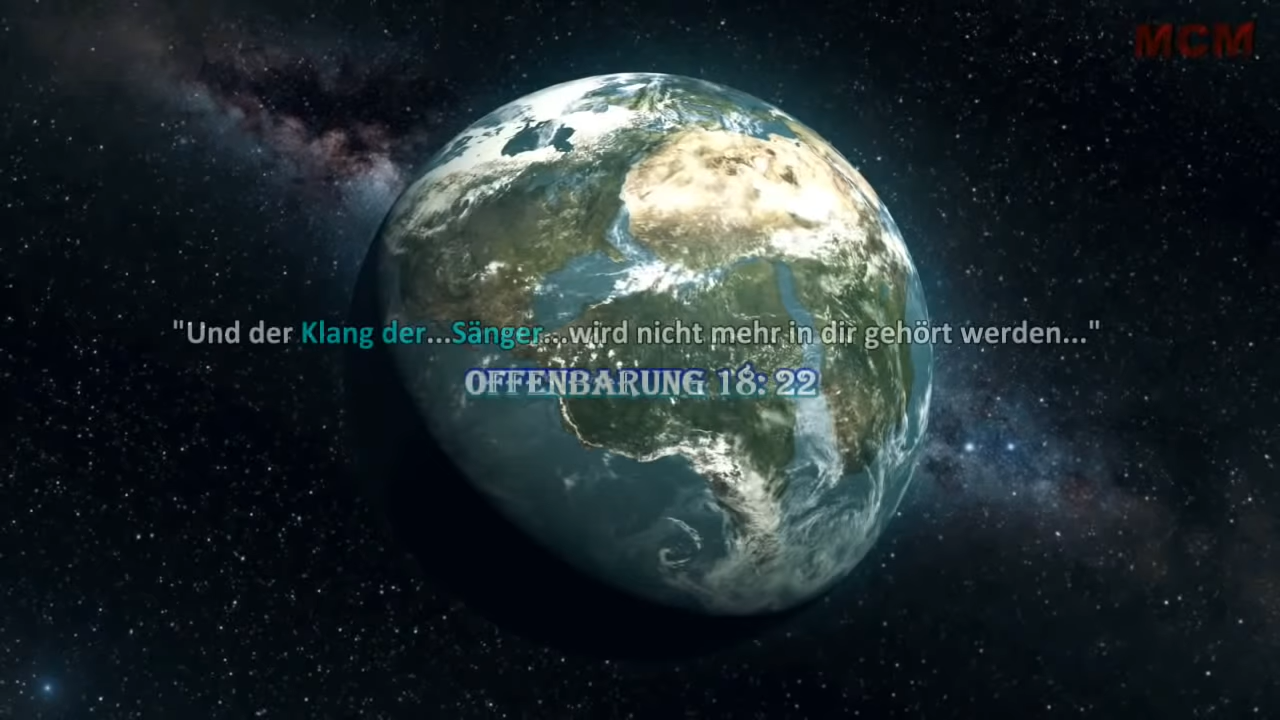 MCM
"Und der Klang der...Sänger...wird nicht mehr in dir gehört werden..."
OFFENBARUNG 18: 22